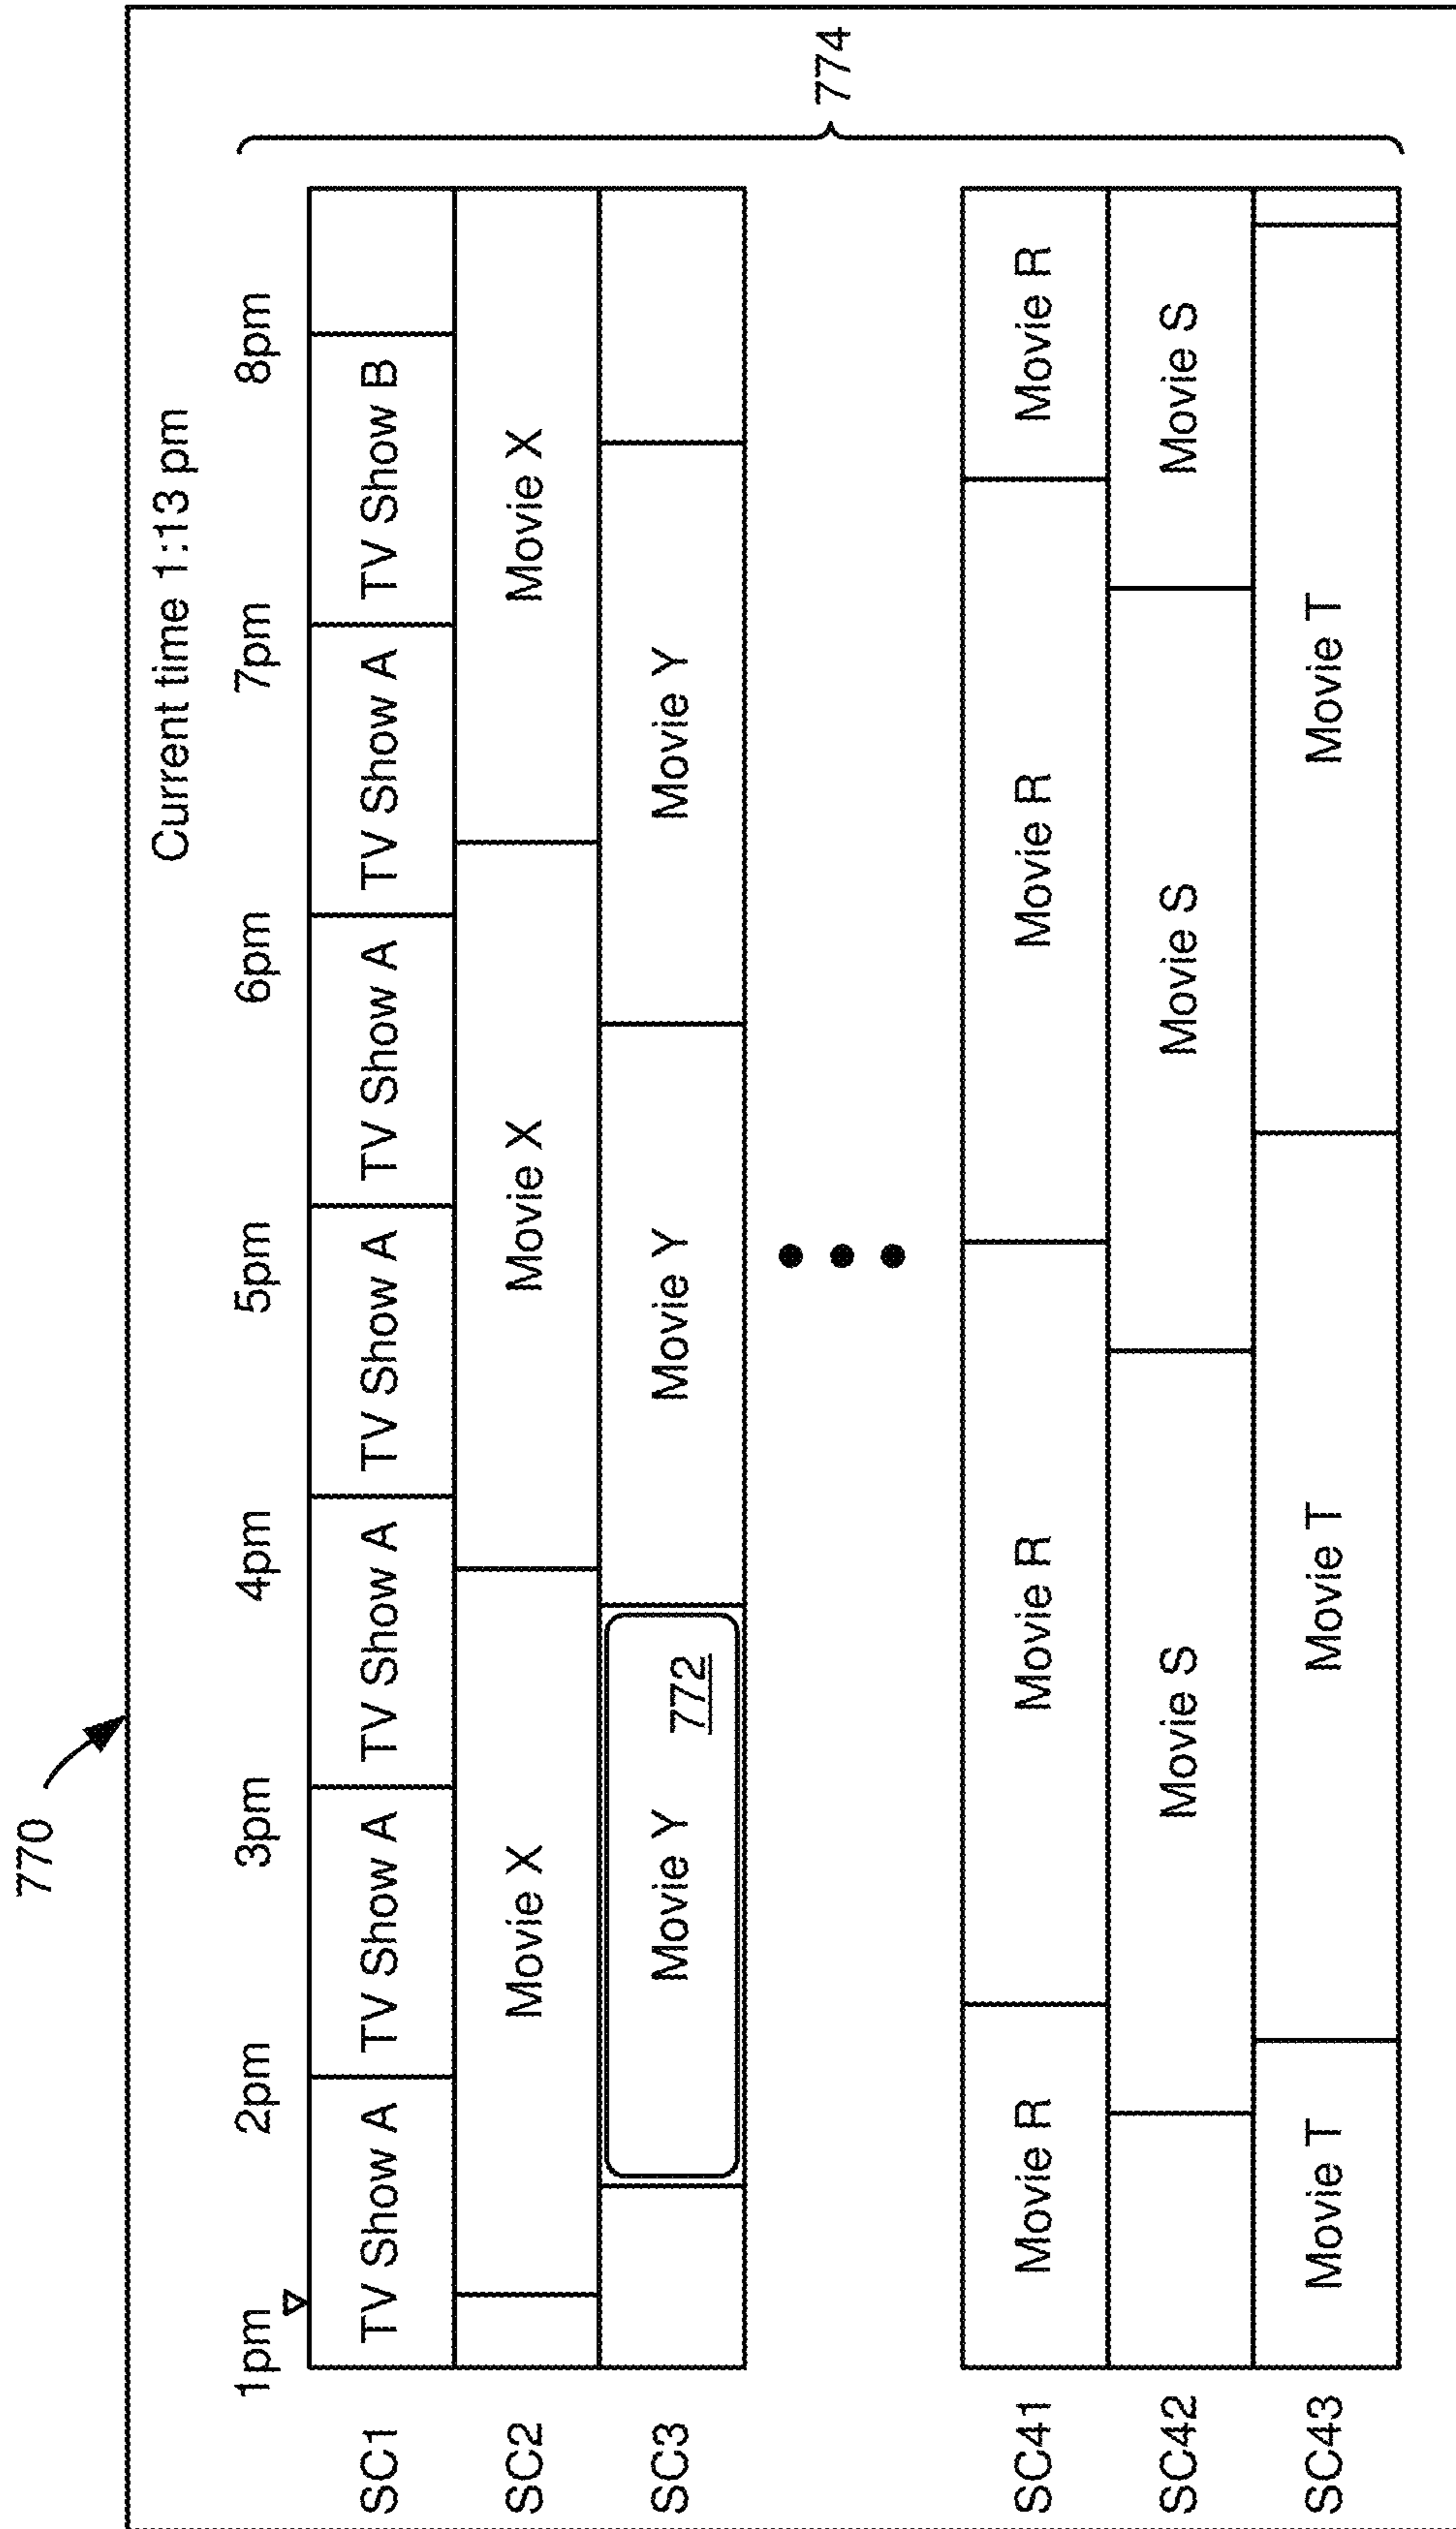 770
Current time 1:13 pm
1pm 2pm 3pm 4pm 5pm 6pm 7pm 8pm
SC1 TV Show A TV Show A TV Show A TV Show A TV Show A TV Show A TV Show B
SC2 Movie X Movie X Movie X
SC3 Movie Y 772 Movie Y Movie Y
SC41 Movie R Movie R Movie R Movie R
SC42 Movie S Movie S Movie S
SC43 Movie T Movie T Movie T
774